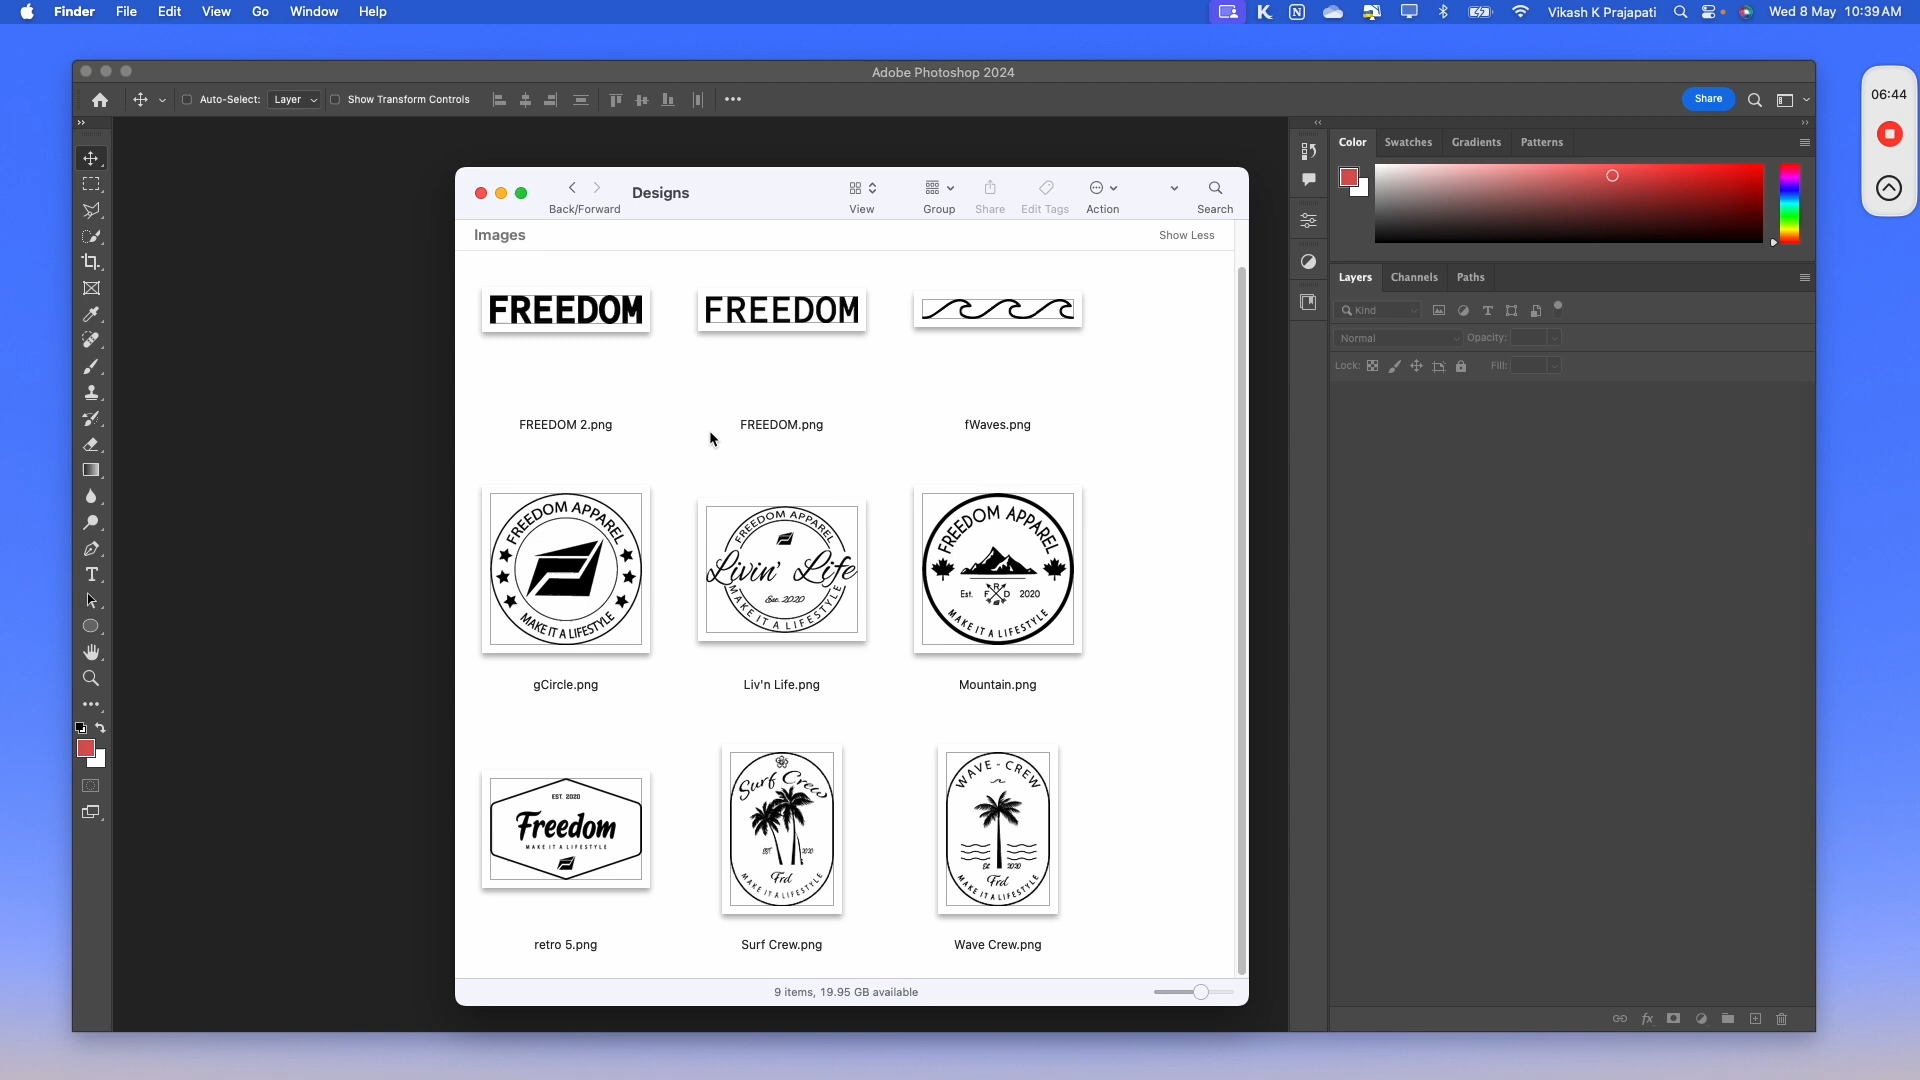 Finder File Edit View Go Window Help
Vikash K Prajapati Wed 8 May 10:39 AM
Adobe Photoshop 2024
Auto-Select: Layer Show Transform Controls
Share
06:44
Designs
Back/Forward View Group Share Edit Tags Action Search
Images Show Less
FREEDOM
FREEDOM
FREEDOM 2.png
FREEDOM.png
fWaves.png
FREEDOM APPAREL
MAKE IT A LIFESTYLE
FREEDOM APPAREL
Livin' Life
Est. 2020
MAKE IT A LIFESTYLE
FREEDOM APPAREL
Est. F R D 2020
MAKE IT A LIFESTYLE
gCircle.png
Liv'n Life.png
Mountain.png
EST. 2020
Freedom
MAKE IT A LIFESTYLE
Surf Crew
EST 2020
Frd
MAKE IT A LIFESTYLE
WAVE - CREW
Est 2020
Frd
MAKE IT A LIFESTYLE
retro 5.png
Surf Crew.png
Wave Crew.png
9 items, 19.95 GB available
Color Swatches Gradients Patterns
Layers Channels Paths
Kind
Normal Opacity:
Lock: Fill: